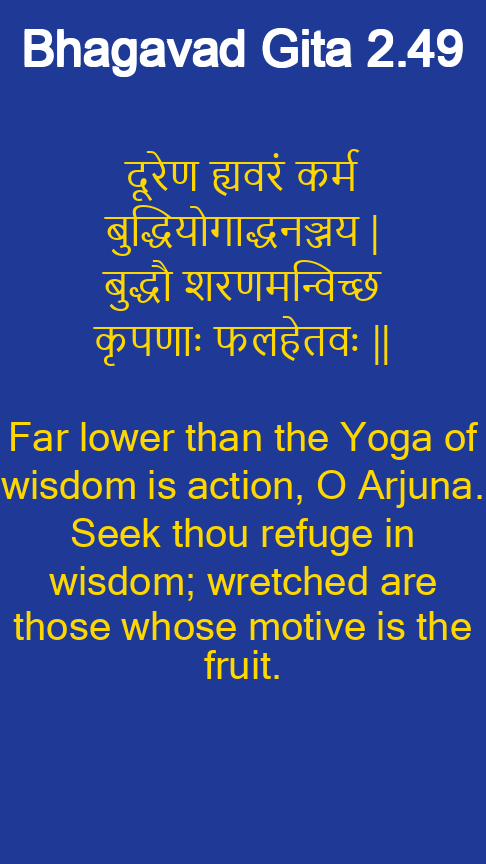 Bhagavad Gita 2.49
दूरेण ह्यवरं कर्म
बुद्धियोगाद्धनञ्जय |
बुद्धौ शरणमन्विच्छ
कृपणाः फलहेतवः ||
Far lower than the Yoga of
wisdom is action, O Arjuna.
Seek thou refuge in
wisdom; wretched are
those whose motive is the
fruit.